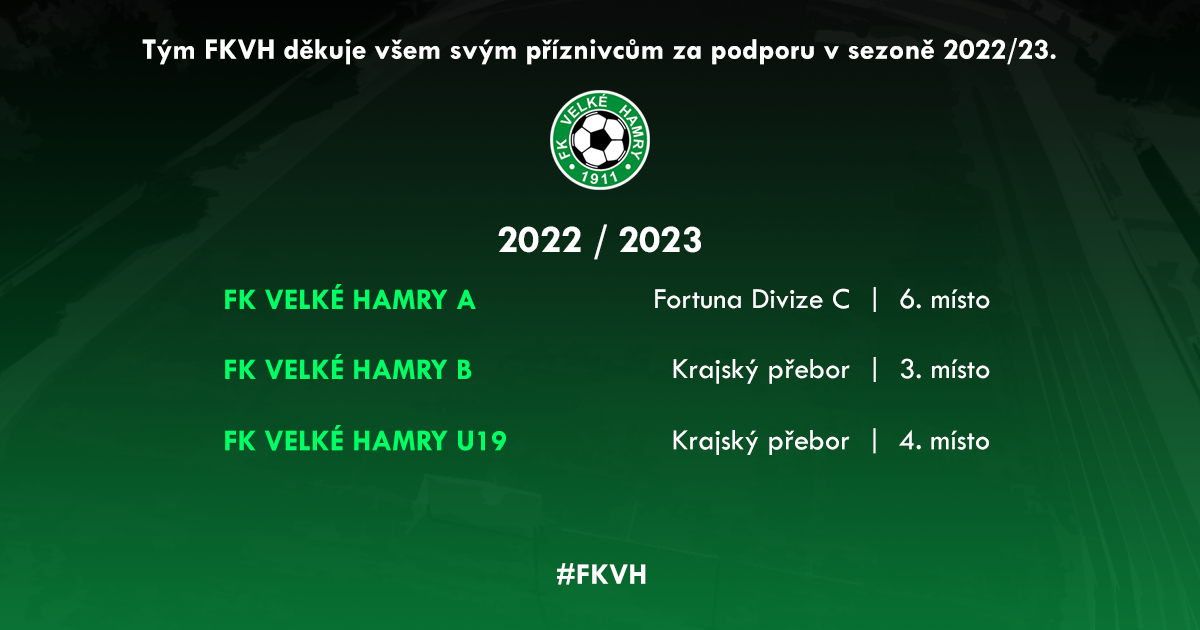 Tým FKVH děkuje všem svým příznivcům za podporu v sezoně 2022/23.
FK VELKÉ HAMRY
1911
2022 / 2023
FK VELKÉ HAMRY A Fortuna Divize C | 6. místo
FK VELKÉ HAMRY B Krajský přebor | 3. místo
FK VELKÉ HAMRY U19 Krajský přebor | 4. místo
#FKVH